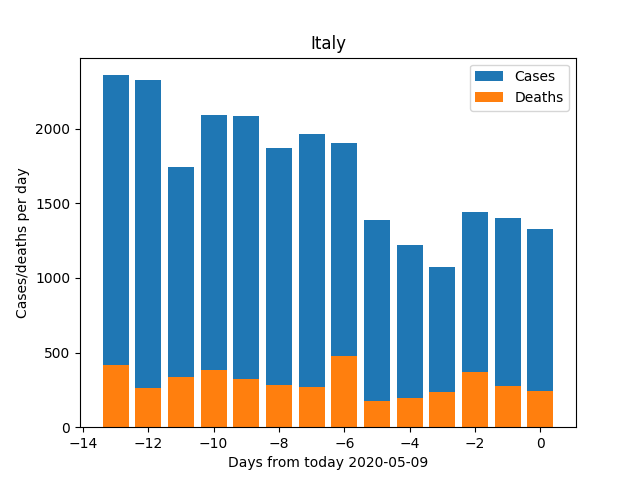 Italy
Cases
Deaths
Cases/deaths per day
2000
1500
1000
500
0
−14 −12 −10 −8 −6 −4 −2 0
Days from today 2020-05-09